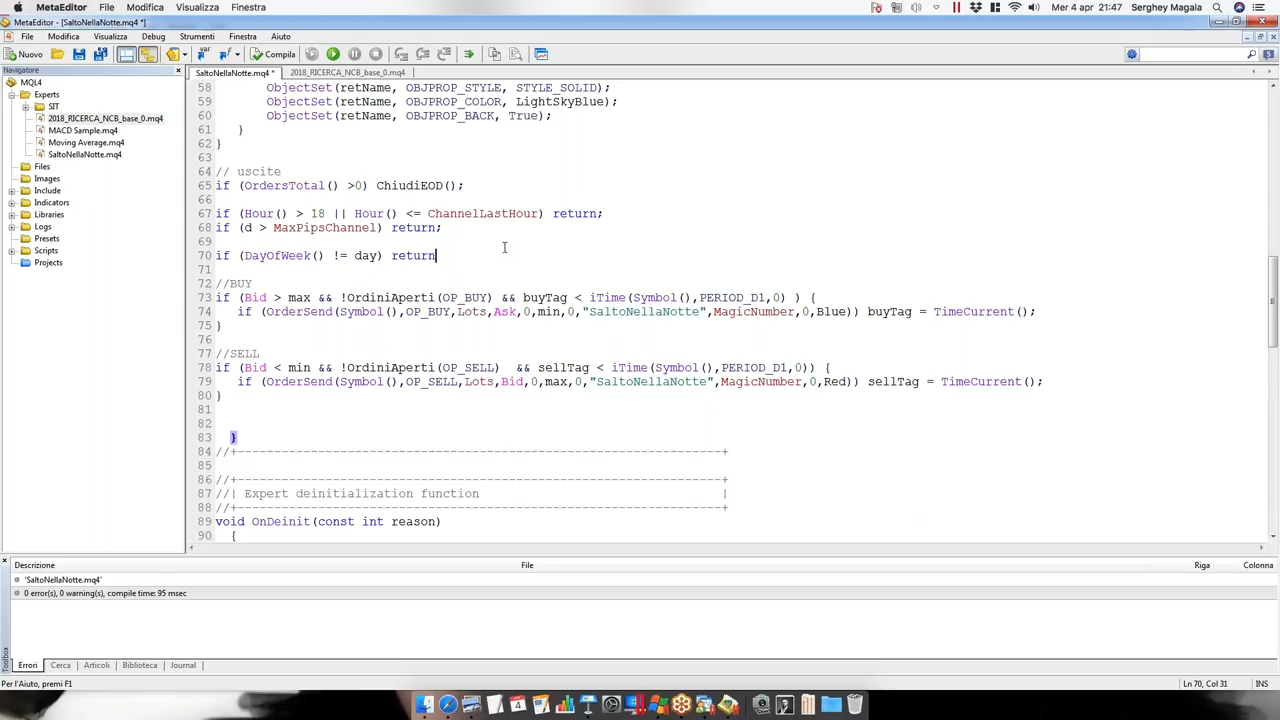 MetaEditor File Modifica Visualizza Finestra Mer 4 apr 21:47 Serghey Magala
MetaEditor - [SaltoNellaNotte.mq4 *]
File Modifica Visualizza Debug Strumenti Finestra Aiuto
Nuovo Compila
Navigatore
MQL4
Experts
SIT
2018_RICERCA_NCB_base_0.mq4
MACD Sample.mq4
Moving Average.mq4
SaltoNellaNotte.mq4
Files
Images
Include
Indicators
Libraries
Logs
Presets
Scripts
Projects
SaltoNellaNotte.mq4 * 2018_RICERCA_NCB_base_0.mq4
58 ObjectSet(retName, OBJPROP_STYLE, STYLE_SOLID);
59 ObjectSet(retName, OBJPROP_COLOR, LightSkyBlue);
60 ObjectSet(retName, OBJPROP_BACK, True);
61 }
62 }
63
64 // uscite
65 if (OrdersTotal() >0) ChiudiEOD();
66
67 if (Hour() > 18 || Hour() <= ChannelLastHour) return;
68 if (d > MaxPipsChannel) return;
69
70 if (DayOfWeek() != day) return
71
72 //BUY
73 if (Bid > max && !OrdiniAperti(OP_BUY) && buyTag < iTime(Symbol(),PERIOD_D1,0) ) {
74 if (OrderSend(Symbol(),OP_BUY,Lots,Ask,0,min,0,"SaltoNellaNotte",MagicNumber,0,Blue)) buyTag = TimeCurrent();
75 }
76
77 //SELL
78 if (Bid < min && !OrdiniAperti(OP_SELL) && sellTag < iTime(Symbol(),PERIOD_D1,0)) {
79 if (OrderSend(Symbol(),OP_SELL,Lots,Bid,0,max,0,"SaltoNellaNotte",MagicNumber,0,Red)) sellTag = TimeCurrent();
80 }
81
82
83 }
84 //+------------------------------------------------------------------+
85
86 //+------------------------------------------------------------------+
87 //| Expert deinitialization function |
88 //+------------------------------------------------------------------+
89 void OnDeinit(const int reason)
90 {
Descrizione File Riga Colonna
'SaltoNellaNotte.mq4'
0 error(s), 0 warning(s), compile time: 95 msec
Toolbox
Errori Cerca Articoli Biblioteca Journal
Per l'Aiuto, premi F1 Ln 70, Col 31 INS